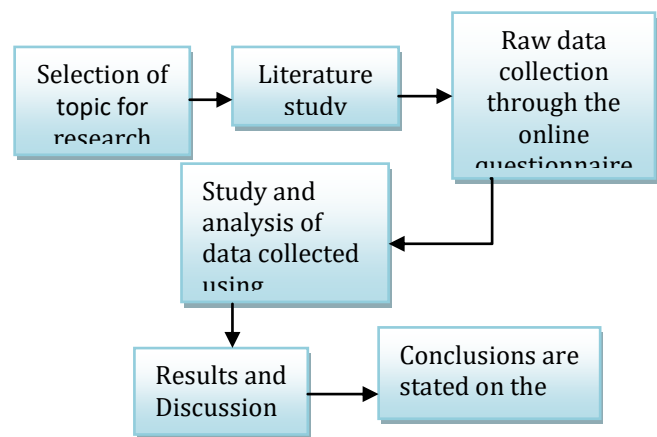 Selection of
topic for
research
Literature
study
Raw data
collection
through the
online
questionnaire
Study and
analysis of
data collected
using
Results and
Discussion
Conclusions are
stated on the